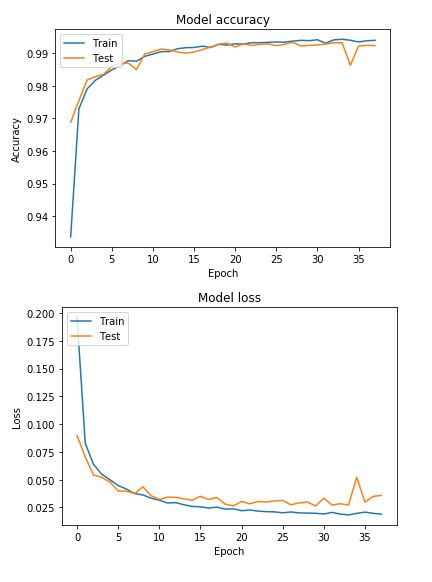 Model accuracy
0.99
0.98
0.97
0.96
0.95
0.94
Accuracy
Train
Test
0 5 10 15 20 25 30 35
Epoch
Model loss
0.200
0.175
0.150
0.125
0.100
0.075
0.050
0.025
Loss
Train
Test
0 5 10 15 20 25 30 35
Epoch